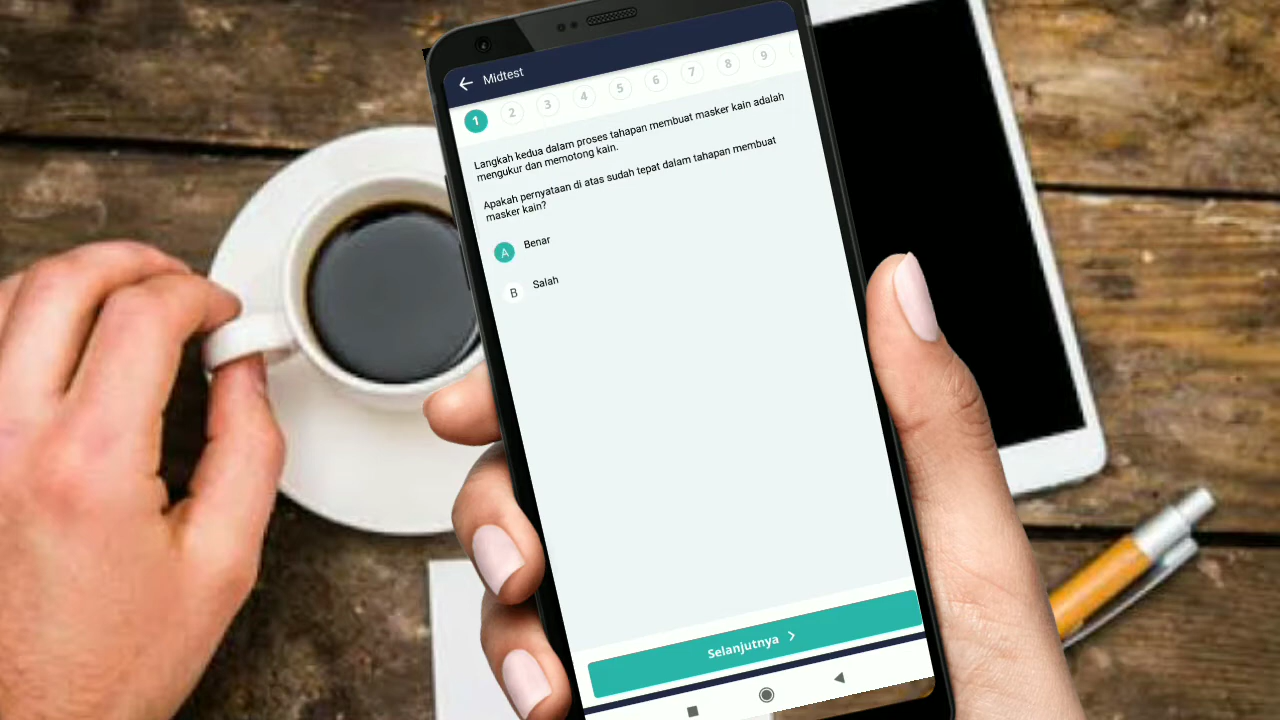 Midtest
1 2 3 4 5 6 7 8 9
Langkah kedua dalam proses tahapan membuat masker kain adalah
mengukur dan memotong kain.
Apakah pernyataan di atas sudah tepat dalam tahapan membuat
masker kain?
A Benar
B Salah
Selanjutnya